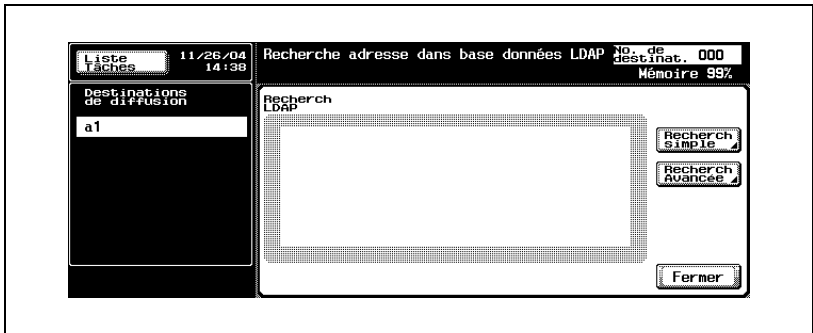 Liste
Tâches
11/26/04
14:38
Recherche adresse dans base données LDAP
No. de
destinat. 000
Mémoire 99%
Destinations
de diffusion
a1
Recherch
LDAP
Recherch
simple
Recherch
Avancée
Fermer